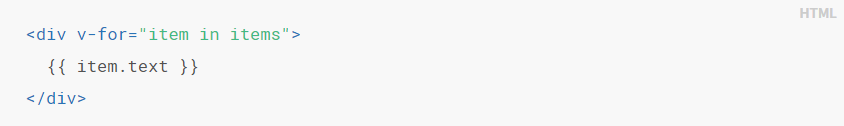 HTML
<div v-for="item in items">
  {{ item.text }}
</div>